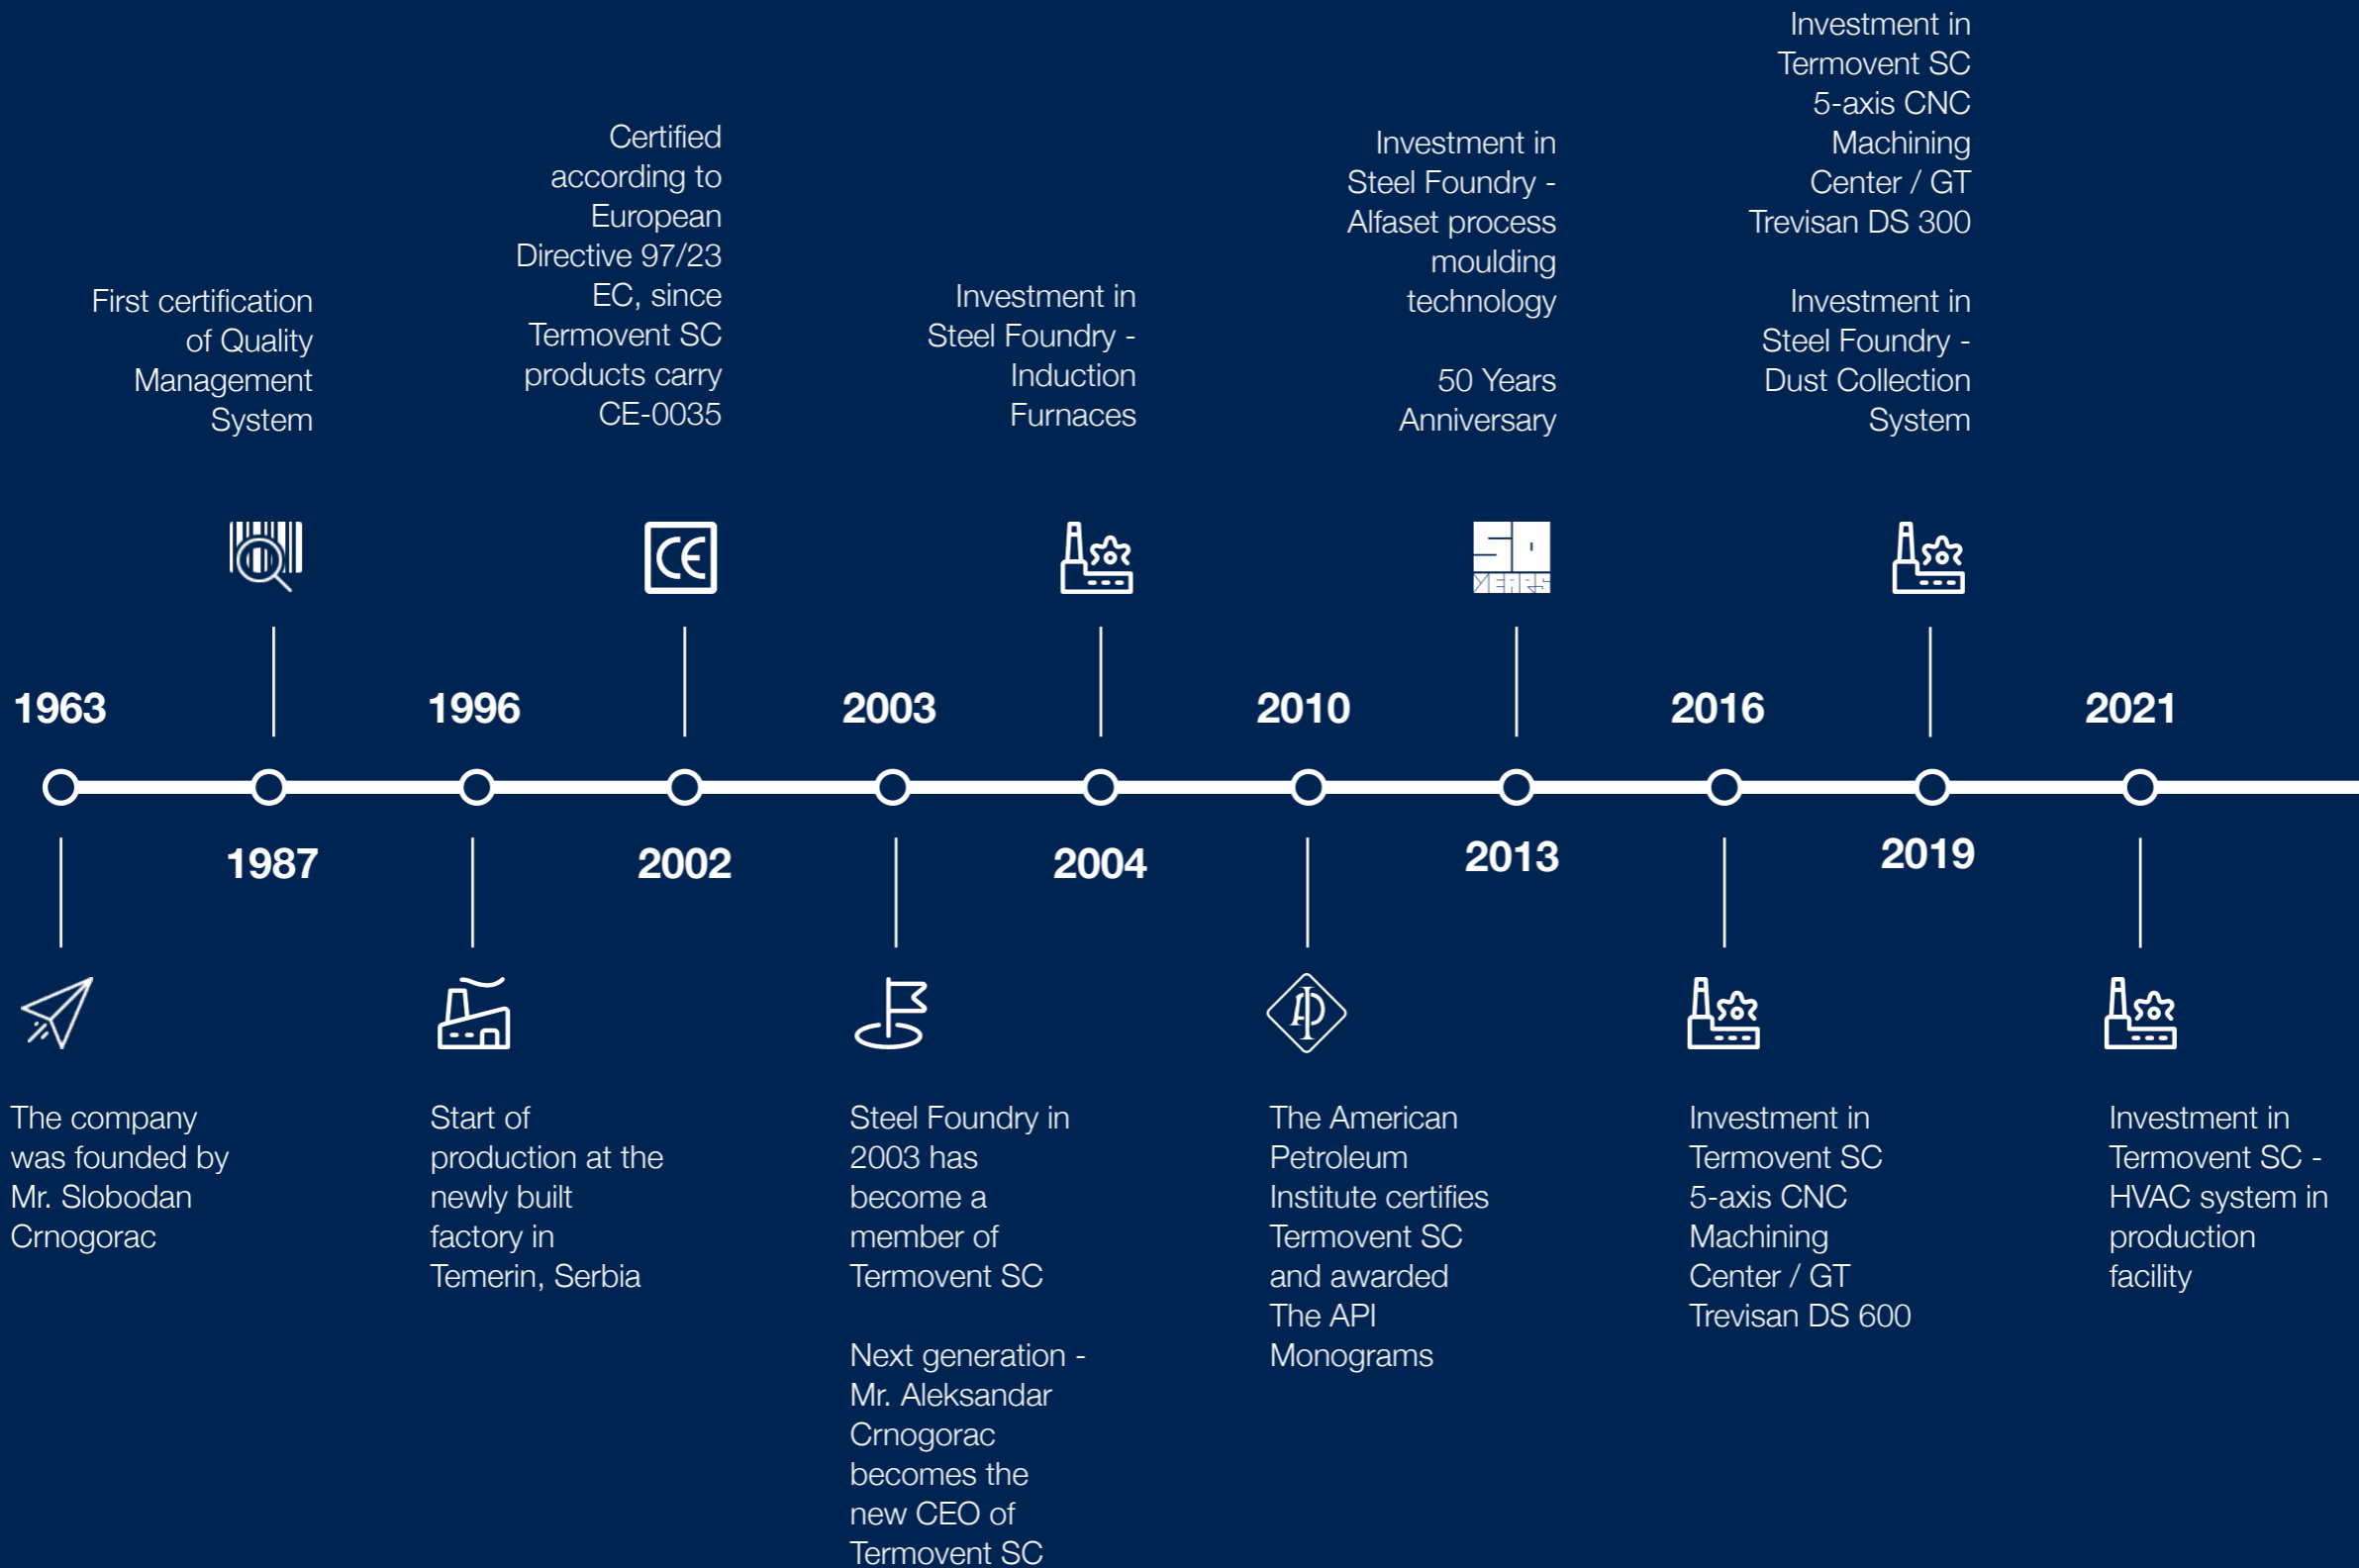 First certification
of Quality
Management
System
Certified
according to
European
Directive 97/23
EC, since
Termovent SC
products carry
CE-0035
Investment in
Steel Foundry -
Induction
Furnaces
Investment in
Steel Foundry -
Alfaset process
moulding
technology
50 Years
Anniversary
Investment in
Termovent SC
5-axis CNC
Machining
Center / GT
Trevisan DS 300
Investment in
Steel Foundry -
Dust Collection
System
CE
50
YEARS
1963
1996
2003
2010
2016
2021
1987
2002
2004
2013
2019
API
The company
was founded by
Mr. Slobodan
Crnogorac
Start of
production at the
newly built
factory in
Temerin, Serbia
Steel Foundry in
2003 has
become a
member of
Termovent SC
Next generation -
Mr. Aleksandar
Crnogorac
becomes the
new CEO of
Termovent SC
The American
Petroleum
Institute certifies
Termovent SC
and awarded
The API
Monograms
Investment in
Termovent SC
5-axis CNC
Machining
Center / GT
Trevisan DS 600
Investment in
Termovent SC -
HVAC system in
production
facility